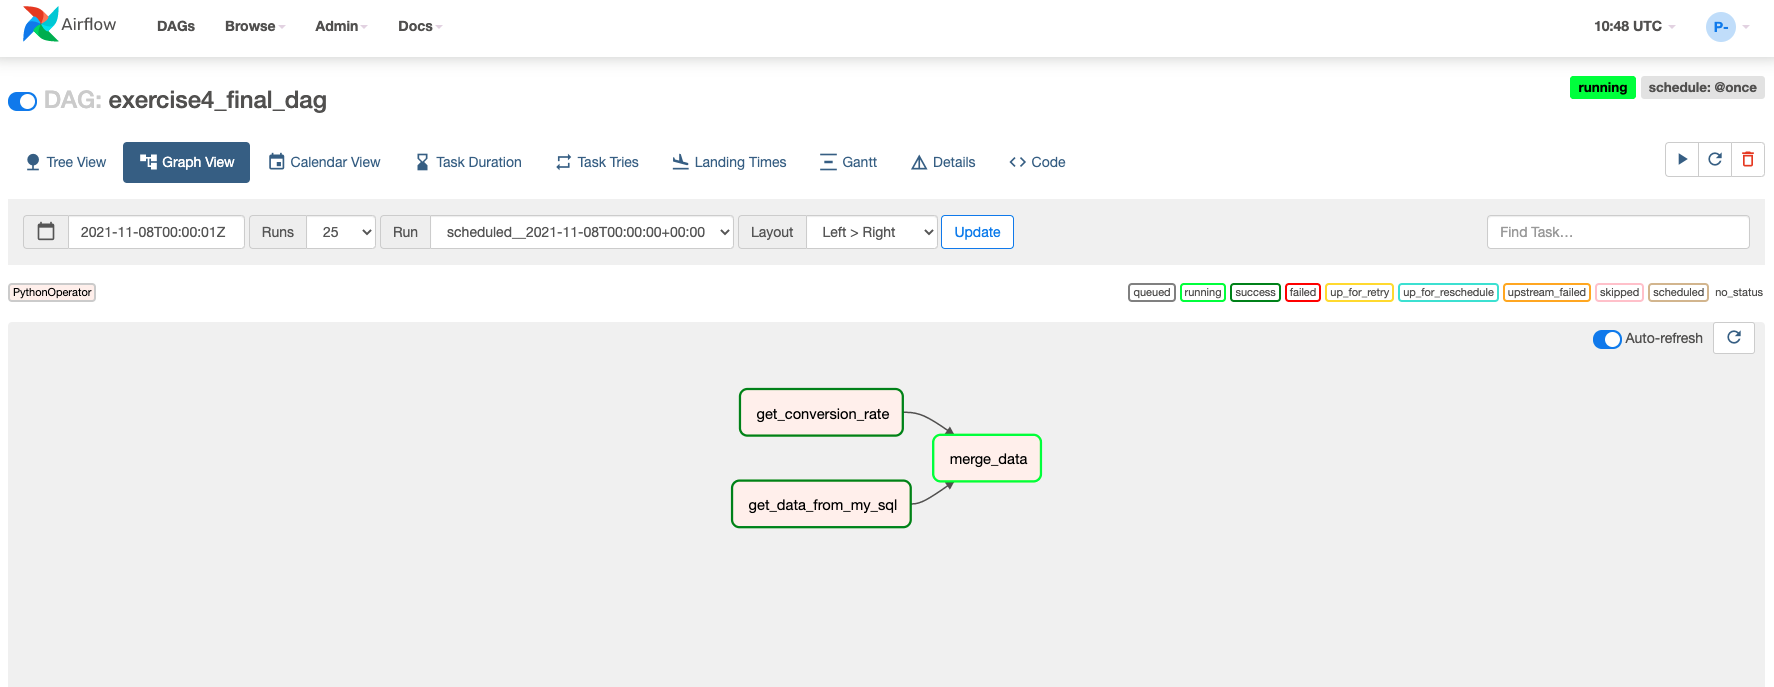 Airflow DAGs Browse Admin Docs 10:48 UTC P-
DAG: exercise4_final_dag running schedule: @once
Tree View Graph View Calendar View Task Duration Task Tries Landing Times Gantt Details Code
2021-11-08T00:00:01Z Runs 25 Run scheduled__2021-11-08T00:00:00+00:00 Layout Left > Right Update Find Task...
PythonOperator queued running success failed up_for_retry up_for_reschedule upstream_failed skipped scheduled no_status
Auto-refresh
get_conversion_rate
merge_data
get_data_from_my_sql